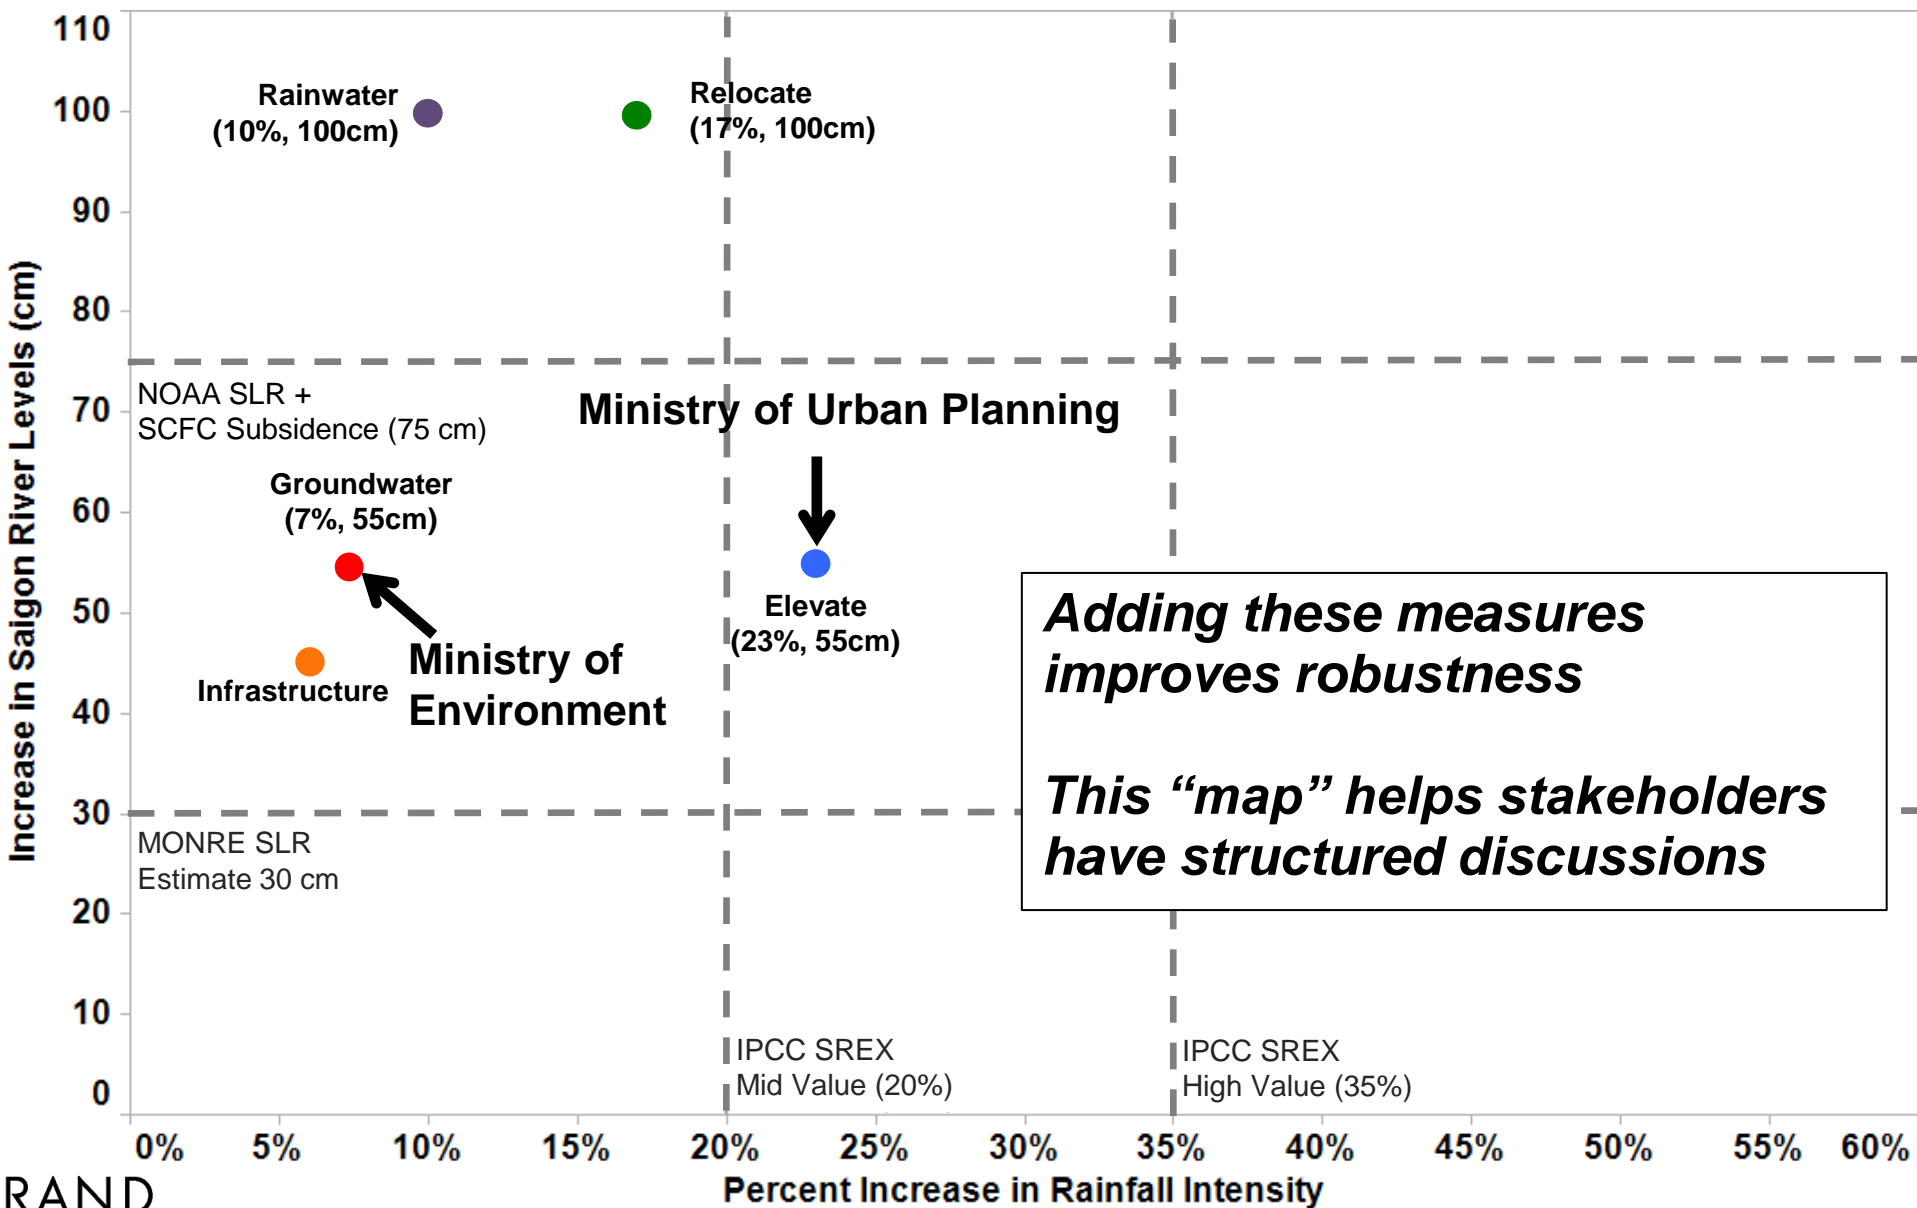 110
Rainwater
(10%, 100cm)
Relocate
(17%, 100cm)
100
90
80
Increase in Saigon River Levels (cm)
NOAA SLR +
SCFC Subsidence (75 cm)
70
Ministry of Urban Planning
Groundwater
(7%, 55cm)
60
50
Elevate
(23%, 55cm)
Infrastructure
Ministry of
Environment
40
30
Adding these measures
improves robustness
This “map” helps stakeholders
have structured discussions
MONRE SLR
Estimate 30 cm
20
10
0
IPCC SREX
Mid Value (20%)
IPCC SREX
High Value (35%)
0% 5% 10% 15% 20% 25% 30% 35% 40% 45% 50% 55% 60%
Percent Increase in Rainfall Intensity
RAND